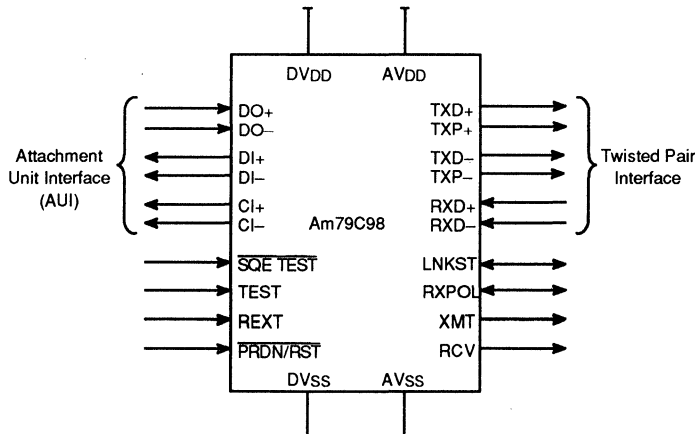 DVDD
AVDD
Attachment
Unit Interface
(AUI)
DO+
DO–
DI+
DI–
CI+
CI–
SQE TEST
TEST
REXT
PRDN/RST
Am79C98
TXD+
TXP+
TXD–
TXP–
RXD+
RXD–
LNKST
RXPOL
XMT
RCV
Twisted Pair
Interface
DVSS
AVSS